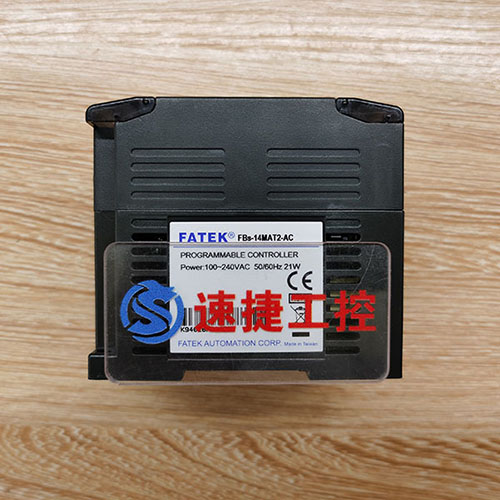 FATEK® FBs-14MAT2-AC
PROGRAMMABLE CONTROLLER
Power:100~240VAC 50/60Hz 21W
CE
速捷工控
FATEK AUTOMATION CORP. Made in Taiwan